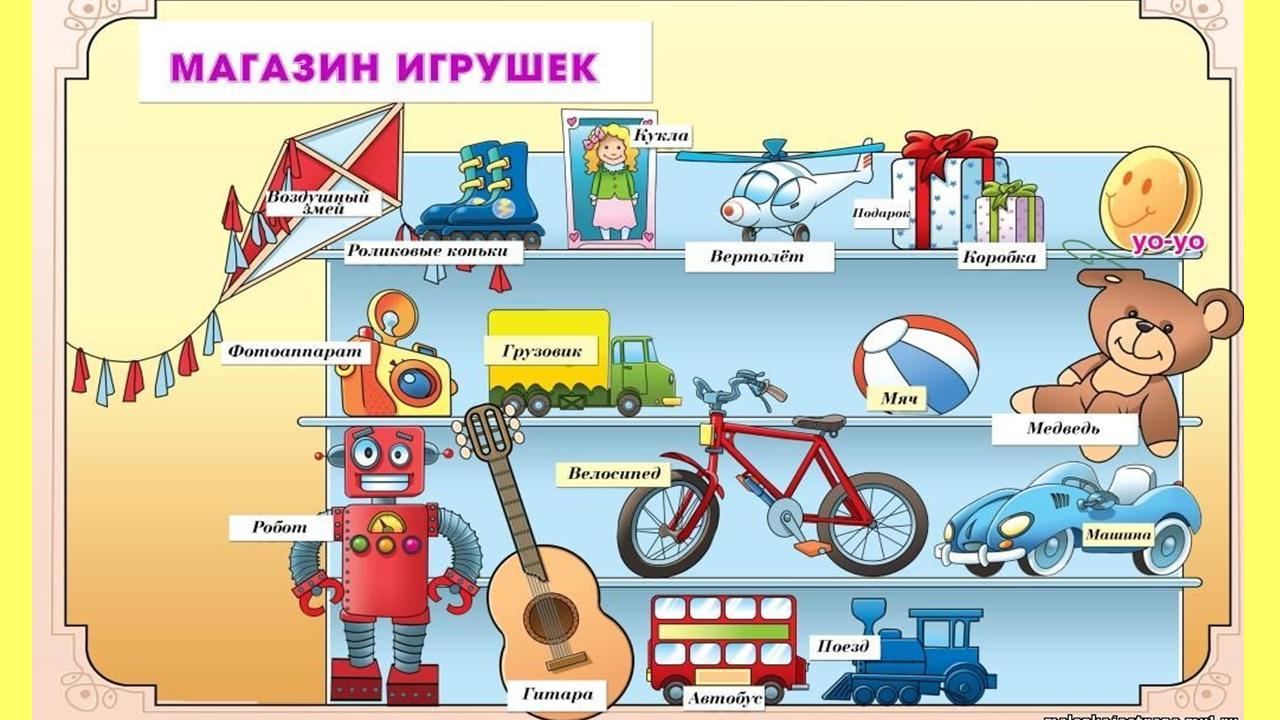 МАГАЗИН ИГРУШЕК
Кукла
Воздушный
змей
Подарок
yo-yo
Роликовые коньки
Вертолёт
Коробка
Фотоаппарат
Грузовик
Мяч
Медведь
Велосипед
Робот
Машина
Поезд
Гитара
Автобус